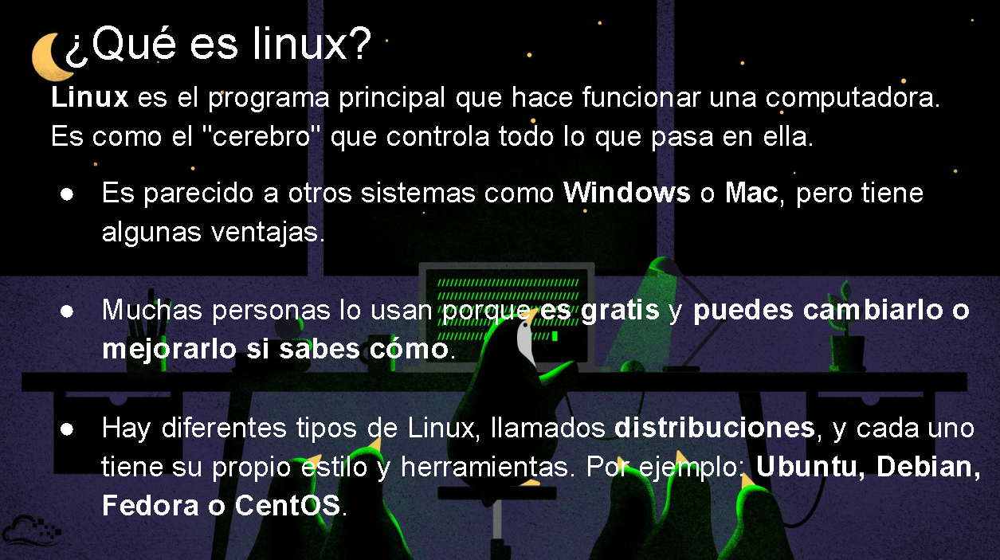 ¿Qué es linux?
Linux es el programa principal que hace funcionar una computadora.
Es como el "cerebro" que controla todo lo que pasa en ella.
● Es parecido a otros sistemas como Windows o Mac, pero tiene
algunas ventajas.
● Muchas personas lo usan porque es gratis y puedes cambiarlo o
mejorarlo si sabes cómo.
● Hay diferentes tipos de Linux, llamados distribuciones, y cada uno
tiene su propio estilo y herramientas. Por ejemplo: Ubuntu, Debian,
Fedora o CentOS.